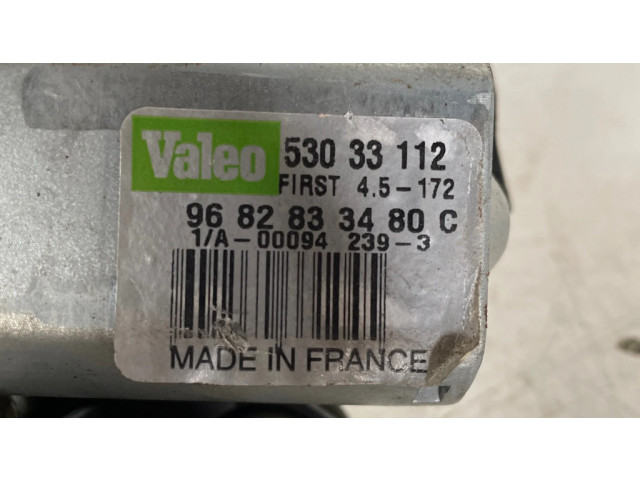 Valeo 530 33 112
FIRST 4.5-172
96 82 83 34 80 C
1/A-00094 239-3
MADE iN FRANCE